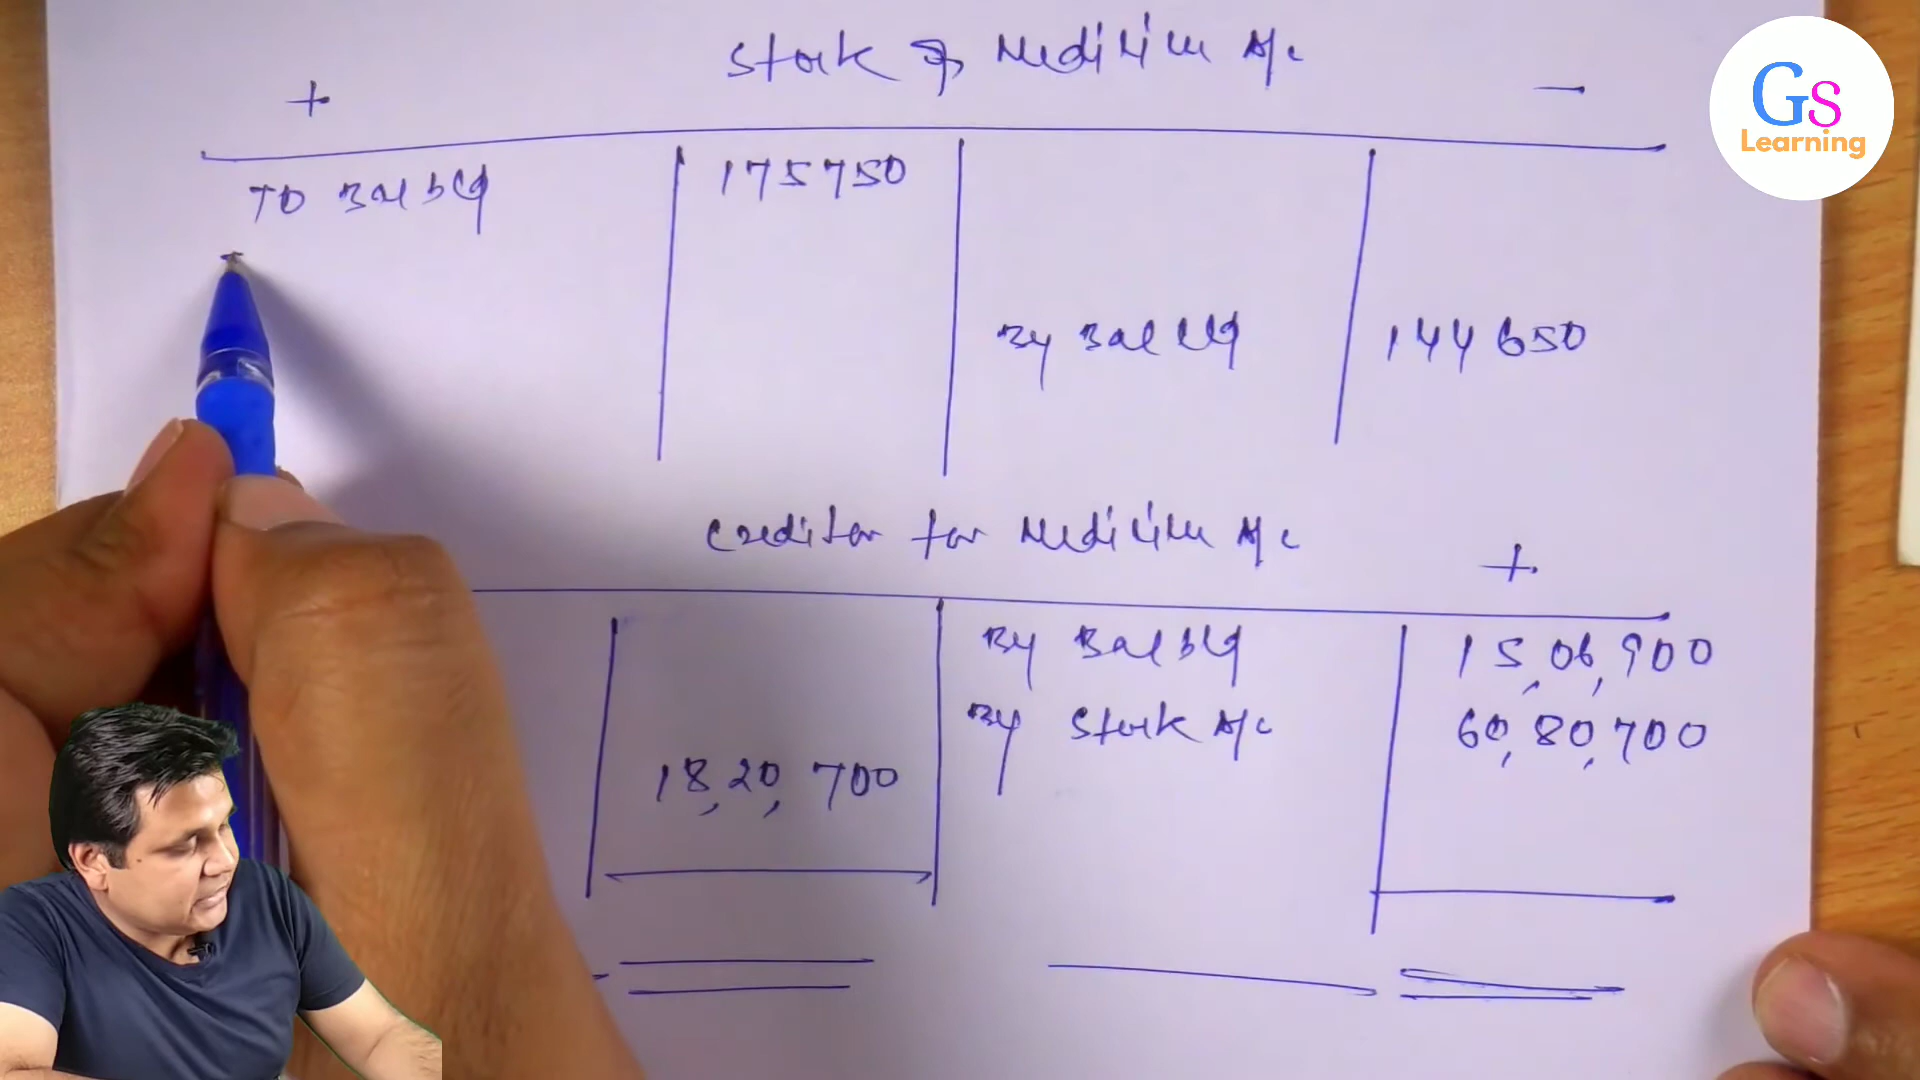 Stock of Medicine A/c
+ -
Gs
Learning
To Bal b/d 175750
By Bal c/d 144650
Creditor for Medicine A/c
+
By Bal b/d 15,06,900
By Stock A/c 60,80,700
18,20,700